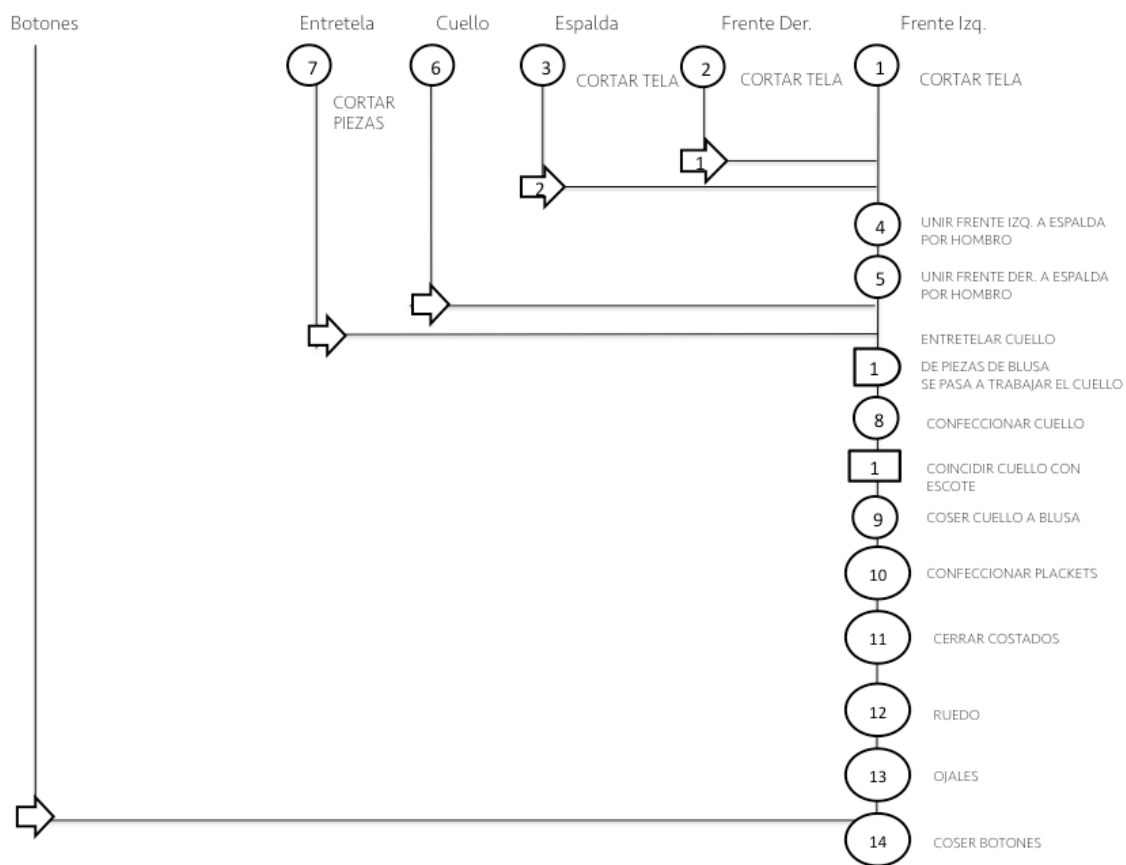 Botones
Entretela
Cuello
Espalda
Frente Der.
Frente Izq.
7
6
3
2
1
CORTAR TELA
CORTAR TELA
CORTAR TELA
CORTAR
PIEZAS
1
2
4
UNIR FRENTE IZQ. A ESPALDA
POR HOMBRO
5
UNIR FRENTE DER. A ESPALDA
POR HOMBRO
ENTRETELAR CUELLO
1
DE PIEZAS DE BLUSA
SE PASA A TRABAJAR EL CUELLO
8
CONFECCIONAR CUELLO
1
COINCIDIR CUELLO CON
ESCOTE
9
COSER CUELLO A BLUSA
10
CONFECCIONAR PLACKETS
11
CERRAR COSTADOS
12
RUEDO
13
OJALES
14
COSER BOTONES